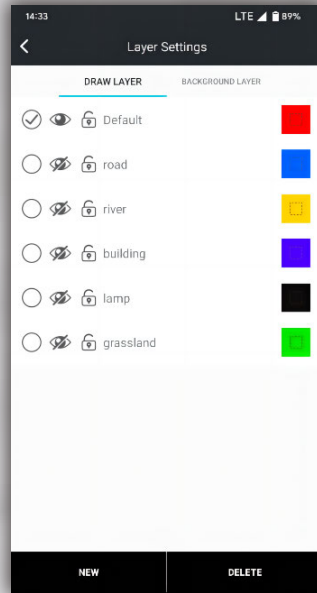 14:33 LTE 89%
Layer Settings
DRAW LAYER BACKGROUND LAYER
Default
road
river
building
lamp
grassland
NEW DELETE